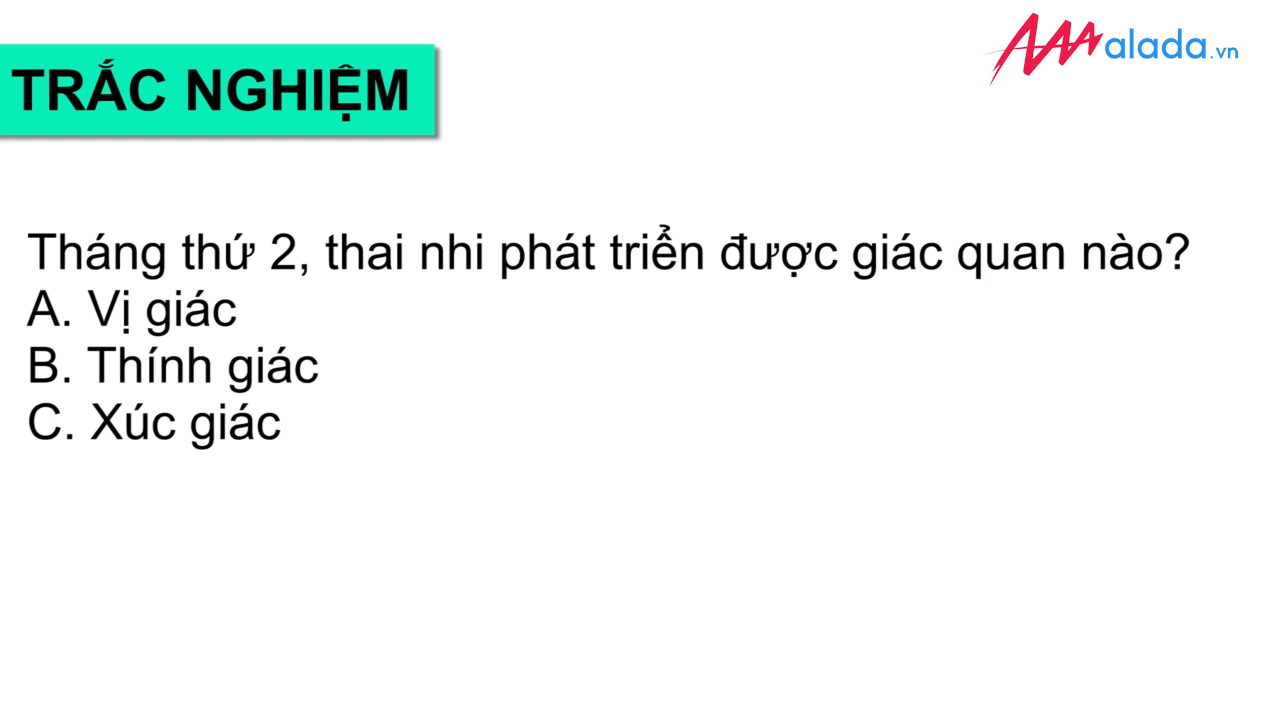 alada.vn
TRẮC NGHIỆM
Tháng thứ 2, thai nhi phát triển được giác quan nào?
A. Vị giác
B. Thính giác
C. Xúc giác